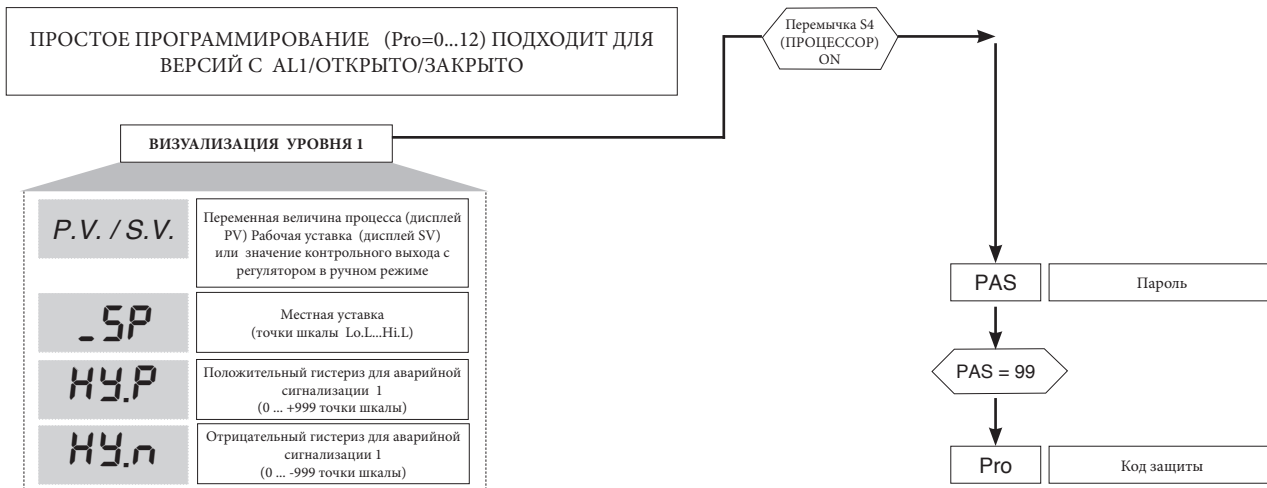 ПРОСТОЕ ПРОГРАММИРОВАНИЕ (Pro=0...12) ПОДХОДИТ ДЛЯ
ВЕРСИЙ С AL1/ОТКРЫТО/ЗАКРЫТО
Перемычка S4
(ПРОЦЕССОР)
ON
ВИЗУАЛИЗАЦИЯ УРОВНЯ 1
P.V. / S.V.
Переменная величина процесса (дисплей
PV) Рабочая уставка (дисплей SV)
или значение контрольного выхода с
регулятором в ручном режиме
_SP
Местная уставка
(точки шкалы Lo.L...Hi.L)
HY.P
Положительный гистериз для аварийной
сигнализации 1
(0 ... +999 точки шкалы)
HY.n
Отрицательный гистериз для аварийной
сигнализации 1
(0 ... -999 точки шкалы)
PAS
Пароль
PAS = 99
Pro
Код защиты